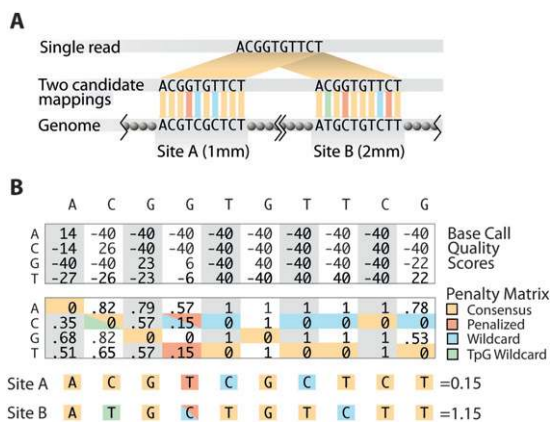 A
Single read ACGGTGTTCT
Two candidate mappings ACGGTGTTCT ACGGTGTTCT
Genome ACGTCGCTCT ATGCTGTCTT
Site A (1mm) Site B (2mm)
B
A C G G T G T T C G
A 14 -40 -40 -40 -40 -40 -40 -40 -40 -40
C -14 26 -40 -40 -40 -40 -40 -40 40 -40
G -40 -40 23 6 -40 40 -40 -40 -40 -22
T -27 -26 -23 -6 40 -40 40 40 -40 22
Base Call
Quality
Scores
A 0 .82 .79 .57 1 1 1 1 1 .78
C .35 0 .57 .15 0 1 0 0 0 0
G .68 .82 0 0 1 0 1 1 1 .53
T .51 .65 .57 .15 0 1 0 0 1 0
Penalty Matrix
Consensus
Penalized
Wildcard
TpG Wildcard
Site A A C G T C G C T C T =0.15
Site B A T G C T G T C T T =1.15